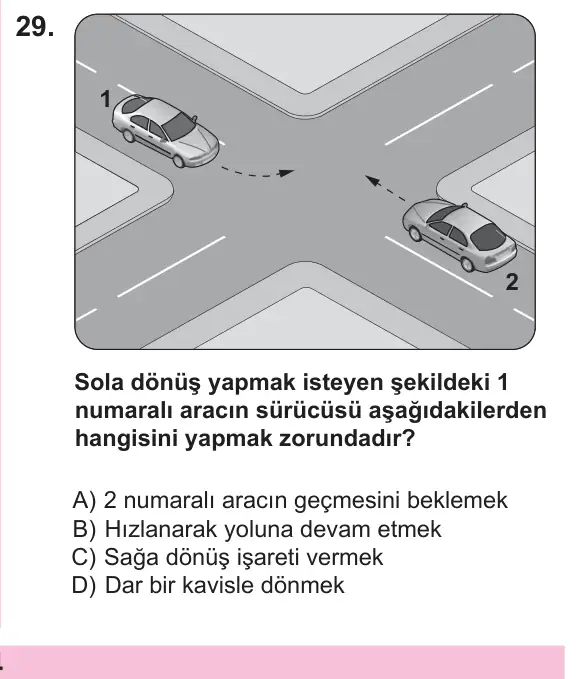 29.
1
2
Sola dönüş yapmak isteyen şekildeki 1
numaralı aracın sürücüsü aşağıdakilerden
hangisini yapmak zorundadır?
A) 2 numaralı aracın geçmesini beklemek
B) Hızlanarak yoluna devam etmek
C) Sağa dönüş işareti vermek
D) Dar bir kavisle dönmek